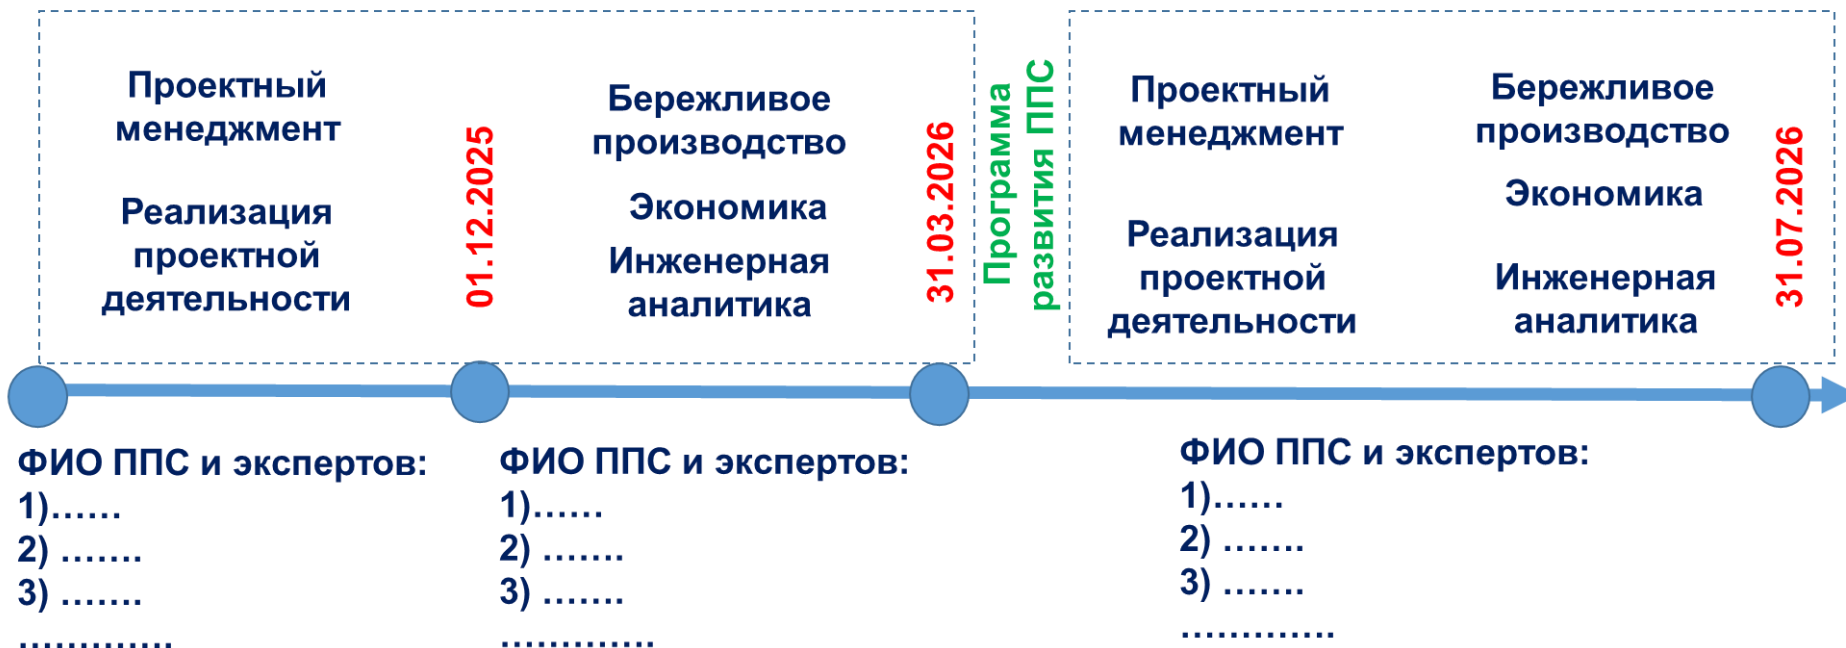 Проектный
менеджмент
Реализация
проектной
деятельности
01.12.2025
Бережливое
производство
Экономика
Инженерная
аналитика
31.03.2026
Программа
развития ППС
Проектный
менеджмент
Реализация
проектной
деятельности
Бережливое
производство
Экономика
Инженерная
аналитика
31.07.2026
ФИО ППС и экспертов:
1)......
2) .......
3) .......
.............
ФИО ППС и экспертов:
1)......
2) .......
3) .......
.............
ФИО ППС и экспертов:
1)......
2) .......
3) .......
.............